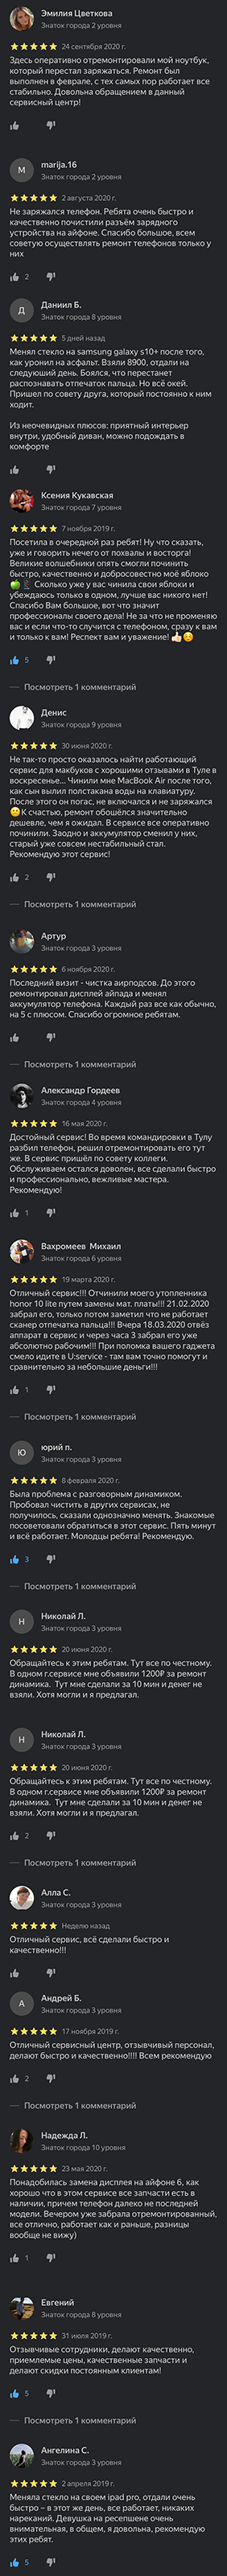 Эмилия Цветкова
Знаток города 2 уровня
24 сентября 2020 г.
Здесь оперативно отремонтировали мой ноутбук,
который перестал заряжаться. Ремонт был
выполнен в феврале, с тех самых пор работает все
стабильно. Довольна обращением в данный
сервисный центр!
M
marija.16
Знаток города 2 уровня
2 августа 2020 г.
Не заряжался телефон. Ребята очень быстро и
качественно почистили разъём зарядного
устройства на айфоне. Спасибо большое, всем
советую осуществлять ремонт телефонов только у
них
2
Д
Даниил Б.
Знаток города 8 уровня
5 дней назад
Менял стекло на samsung galaxy s10+ после того,
как уронил на асфальт. Взяли 8900, отдали на
следующий день. Боялся, что перестанет
распознавать отпечаток пальца. Но всё окей.
Пришел по совету друга, который постоянно к ним
ходит.
Из неочевидных плюсов: приятный интерьер
внутри, удобный диван, можно подождать в
комфорте
Ксения Кукавская
Знаток города 7 уровня
7 ноября 2019 г.
Посетила в очередной раз ребят! Ну что сказать,
уже и говорить нечего от похвалы и восторга!
Великие волшебники опять смогли починить
быстро, качественно и добросовестно моё яблоко
🍏📱 Сколько уже у вас чинила свои яблоки и
убеждаюсь только в одном, лучше вас никого нет!
Спасибо Вам большое, вот что значит
профессионалы своего дела! Не за что не променяю
вас и если что-то случится с телефоном, сразу к вам
и только к вам! Респект вам и уважение! 👍🏻☺️
5
Посмотреть 1 комментарий
Денис
Знаток города 9 уровня
30 июня 2020 г.
Не так-то просто оказалось найти работающий
сервис для яышбуков с хорошими отзывами в Туле в
воскресенье... Чинили мне MacBook Air после того,
как сын вылил полстакана воды на клавиатуру.
После этого он погас, не включался и не заряжался
К счастью, ремонт обошёлся значительно
дешевле, чем я ожидал. В сервисе все оперативно
починили. Заодно и аккумулятор сменил у них,
старый уже совсем нестабильный стал.
Рекомендую этот сервис!
2
Посмотреть 1 комментарий
Артур
Знаток города 3 уровня
6 ноября 2020 г.
Последний визит - чистка аирподсов. До этого
ремонтировал дисплей айпада и менял
аккумулятор телефона. Каждый раз все как обычно,
на 5 с плюсом. Спасибо огромное ребятам.
Посмотреть 1 комментарий
Александр Гордеев
Знаток города 4 уровня
16 мая 2020 г.
Достойный сервис! Во время командировки в Тулу
разбил телефон, решил отремонтировать его тут
же. В сервис пришёл по совету коллеги.
Обслуживаем остался доволен, все сделали быстро
и профессионально, вежливые мастера.
Рекомендую!
1
Вахромеев Михаил
Знаток города 6 уровня
19 марта 2020 г.
Отличный сервис!!! Отчинили моего утопленника
honor 10 lite путем замены мат. платы!!! 21.02.2020
забрал его, только потом заметил что не работает
сканер отпечатка пальца!!! Вчера 18.03.2020 отвёз
аппарат в сервис и через часа 3 забрал его уже
абсолютно рабочим!!! При поломка вашего гаджета
смело идите в U:service - там вам точно помогут и
сравнительно за небольшие деньги!!!
1
Посмотреть 1 комментарий
Ю
юрий п.
Знаток города 3 уровня
8 февраля 2020 г.
Была проблема с разговорным динамиком.
Пробовал чистить в других сервисах, не
получилось, сказали однозначно менять. Знакомые
посоветовали обратиться в этот сервис. Пять минут
и всё работает. Молодцы ребята! Рекомендую.
3
Посмотреть 1 комментарий
Н
Николай Л.
Знаток города 3 уровня
20 июня 2020 г.
Обращайтесь к этим ребятам. Тут все по честному.
В одном г.сервисе мне объявили 1200₽ за ремонт
динамика. Тут мне сделали за 10 мин и денег не
взяли. Хотя могли и я предлагал.
Н
Николай Л.
Знаток города 3 уровня
20 июня 2020 г.
Обращайтесь к этим ребятам. Тут все по честному.
В одном г.сервисе мне объявили 1200₽ за ремонт
динамика. Тут мне сделали за 10 мин и денег не
взяли. Хотя могли и я предлагал.
2
Посмотреть 1 комментарий
Алла С.
Знаток города 3 уровня
Неделю назад
Отличный сервис, всё сделали быстро и
качественно!!!
А
Андрей Б.
Знаток города 3 уровня
17 ноября 2019 г.
Отличный сервисный центр, отзывчивый персонал,
делают быстро и качественно!!!! Всем рекомендую
2
Посмотреть 1 комментарий
Надежда Л.
Знаток города 10 уровня
23 мая 2020 г.
Понадобилась замена дисплея на айфоне 6, как
хорошо что в этом сервисе все запчасти есть в
наличии, причем телефон далеко не последней
модели. Вечером уже забрала отремонтированный,
все отлично, работает как и раньше, разницы
вообще не вижу)
1
Евгений
Знаток города 8 уровня
31 июля 2019 г.
Отзывчивые сотрудники, делают качественно,
приемлемые цены, качественные запчасти и
делают скидки постоянным клиентам!
5
Посмотреть 1 комментарий
Ангелина С.
Знаток города 3 уровня
2 апреля 2019 г.
Меняла стекло на своем ipad pro, отдали очень
быстро – в этот же день, все работает, никаких
нареканий. Девушка на ресепшене очень
внимательная, в общем, я довольна, рекомендую
этих ребят.
5